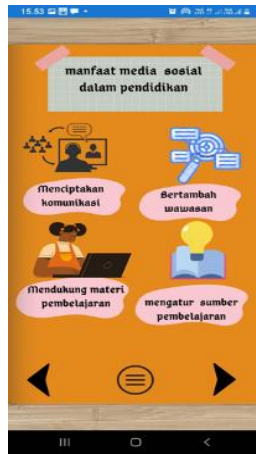 15.53
manfaat media sosial
dalam pendidikan
Menciptakan
komunikasi
Bertambah
wawasan
Mendukung materi
pembelajaran
mengatur sumber
pembelajaran